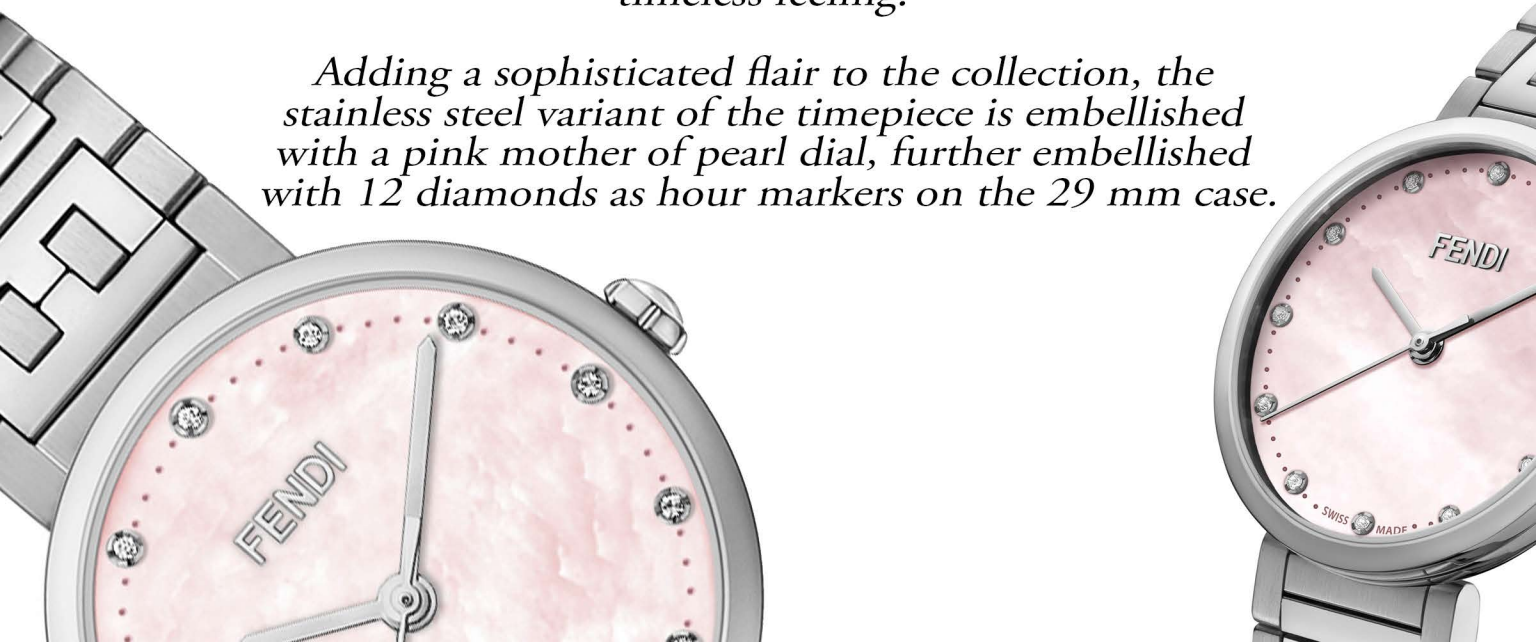 timeless feeling.
Adding a sophisticated flair to the collection, the
stainless steel variant of the timepiece is embellished
with a pink mother of pearl dial, further embellished
with 12 diamonds as hour markers on the 29 mm case.
FENDI
FENDI
SWISS MADE